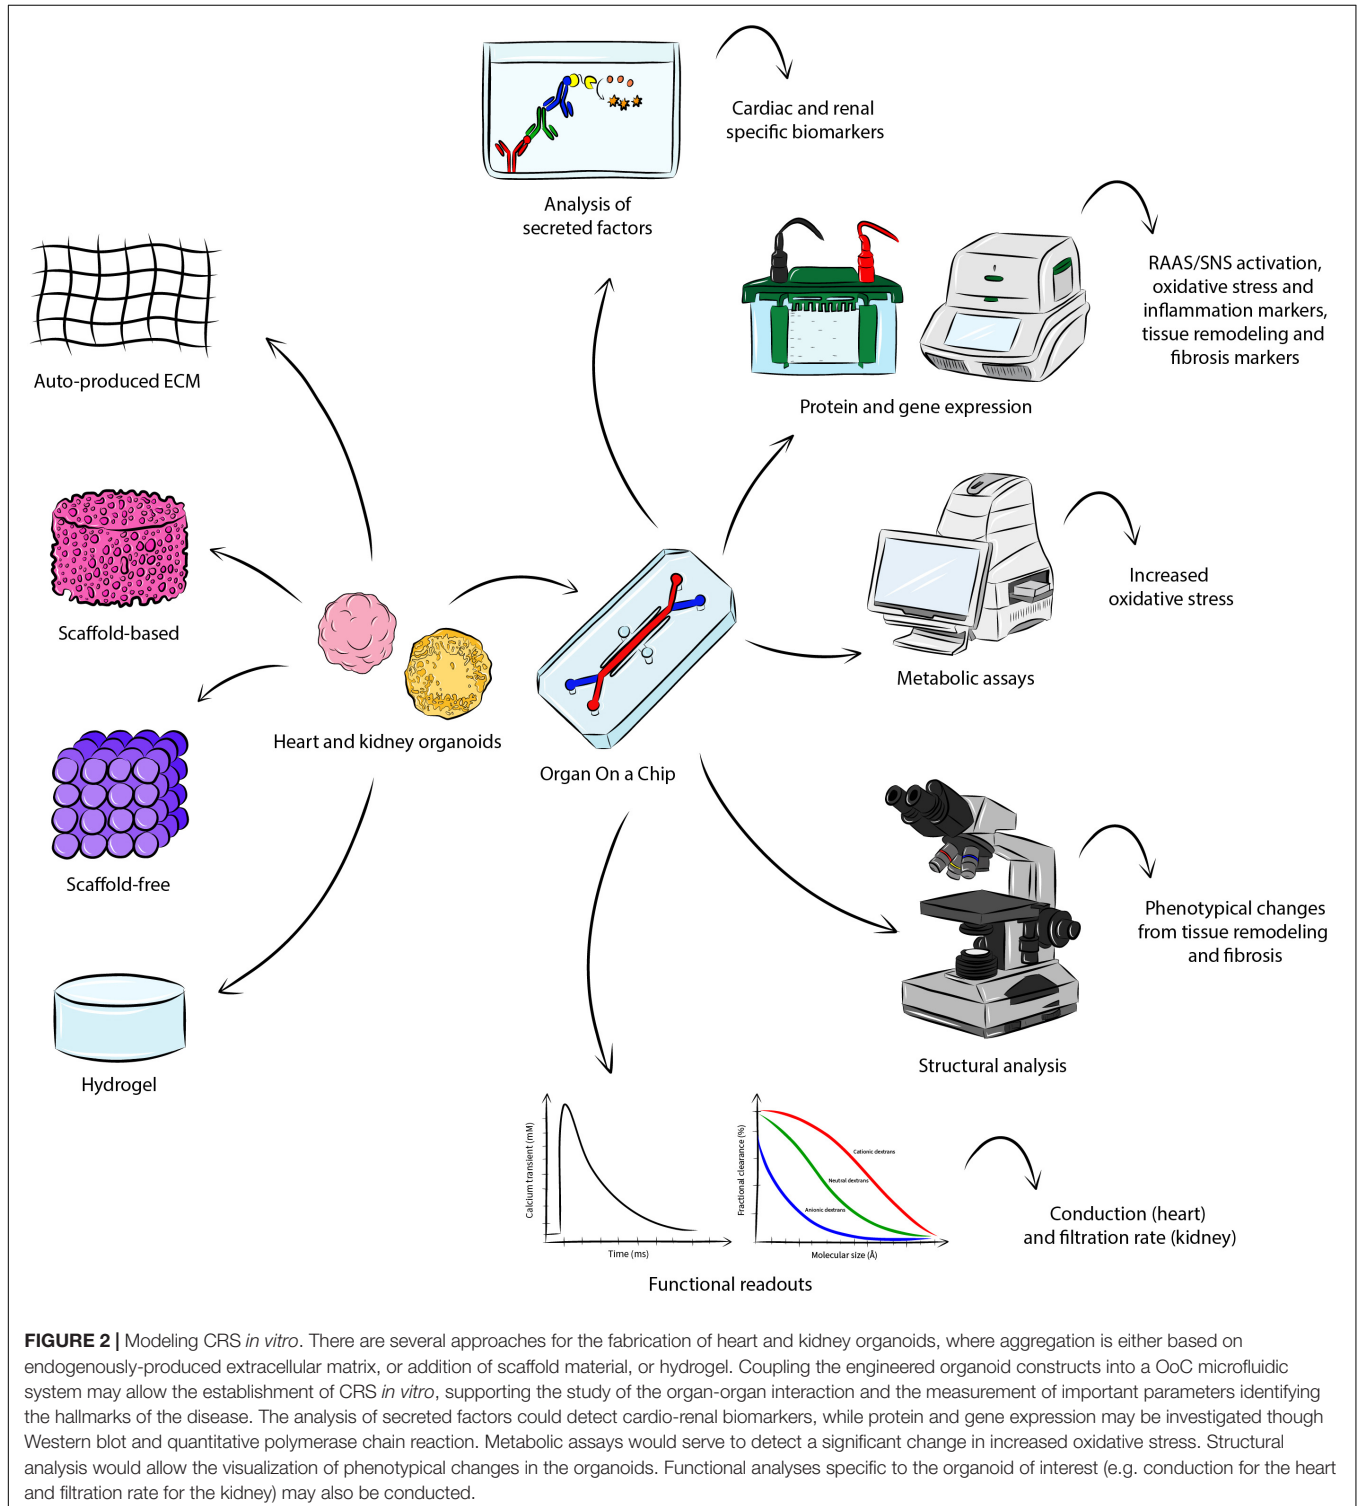 Cardiac and renal
specific biomarkers
Analysis of
secreted factors
RAAS/SNS activation,
oxidative stress and
inflammation markers,
tissue remodeling and
fibrosis markers
Auto-produced ECM
Protein and gene expression
Increased
oxidative stress
Scaffold-based
Metabolic assays
Heart and kidney organoids
Organ On a Chip
Scaffold-free
Phenotypical changes
from tissue remodeling
and fibrosis
Structural analysis
Hydrogel
Calcium transient (mM)
Time (ms)
Fractional clearance (%)
Cationic dextrans
Neutral dextrans
Anionic dextrans
Molecular size (Å)
Conduction (heart)
and filtration rate (kidney)
Functional readouts
FIGURE 2 | Modeling CRS in vitro. There are several approaches for the fabrication of heart and kidney organoids, where aggregation is either based on
endogenously-produced extracellular matrix, or addition of scaffold material, or hydrogel. Coupling the engineered organoid constructs into a OoC microfluidic
system may allow the establishment of CRS in vitro, supporting the study of the organ-organ interaction and the measurement of important parameters identifying
the hallmarks of the disease. The analysis of secreted factors could detect cardio-renal biomarkers, while protein and gene expression may be investigated though
Western blot and quantitative polymerase chain reaction. Metabolic assays would serve to detect a significant change in increased oxidative stress. Structural
analysis would allow the visualization of phenotypical changes in the organoids. Functional analyses specific to the organoid of interest (e.g. conduction for the heart
and filtration rate for the kidney) may also be conducted.